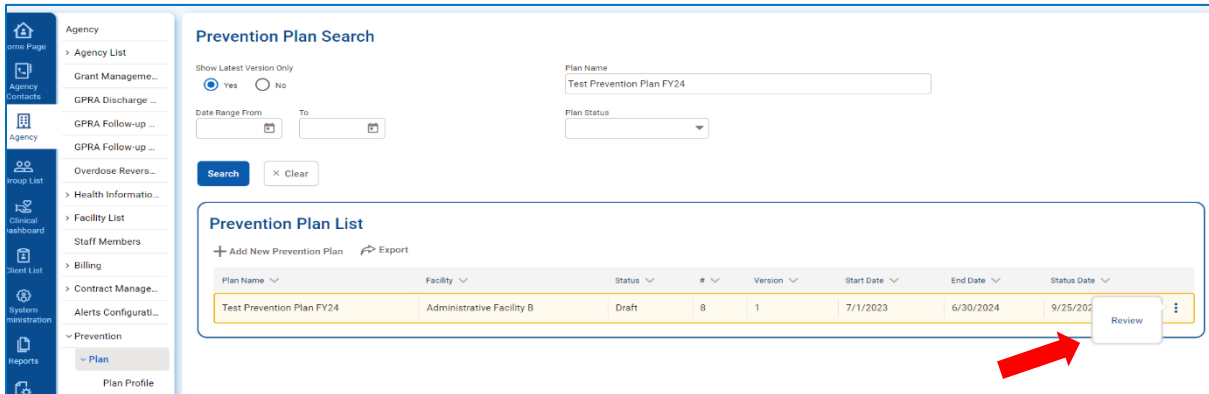 ome Page
Agency
Contacts
Agency
Group List
Clinical
Dashboard
Client List
System
ministration
Reports
Agency
Agency List
Grant Manageme...
GPRA Discharge ...
GPRA Follow-up ...
GPRA Follow-up ...
Overdose Revers...
Health Informatio...
Facility List
Staff Members
Billing
Contract Manage...
Alerts Configurati...
Prevention
Plan
Plan Profile
Prevention Plan Search
Show Latest Version Only
Yes No
Plan Name
Test Prevention Plan FY24
Date Range From To
Plan Status
Search × Clear
Prevention Plan List
Add New Prevention Plan Export
Plan Name Facility Status # Version Start Date End Date Status Date
Test Prevention Plan FY24 Administrative Facility B Draft 8 1 7/1/2023 6/30/2024 9/25/202
Review